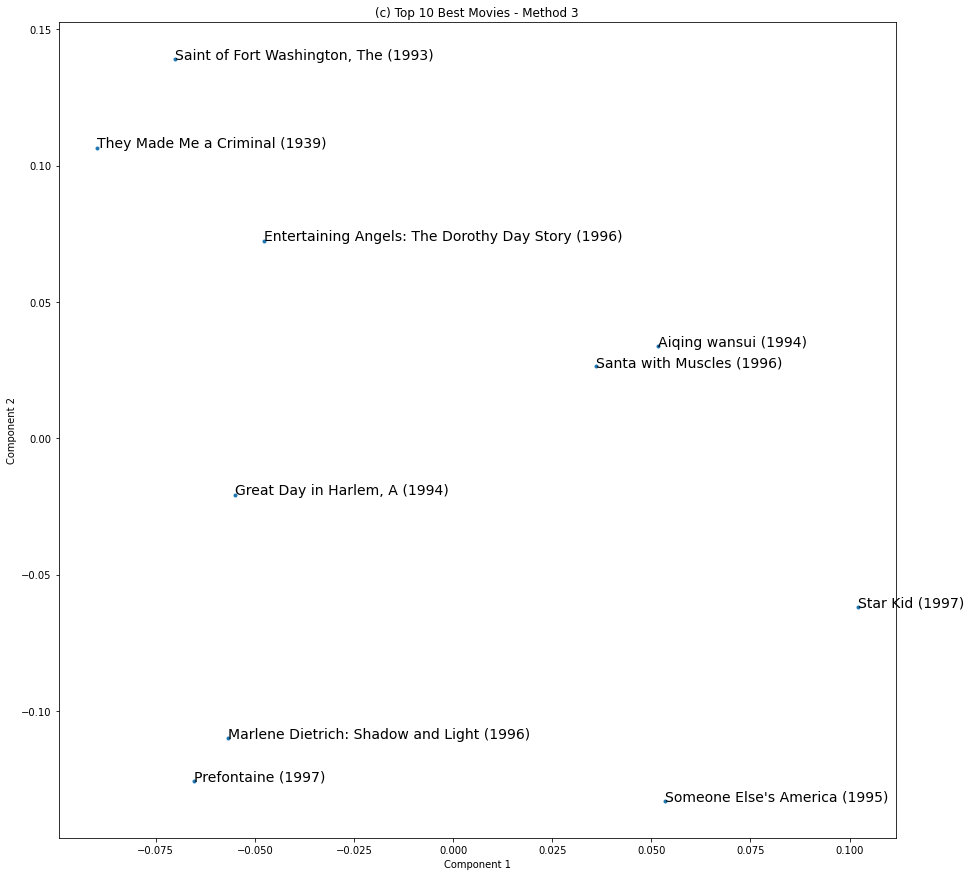 (c) Top 10 Best Movies - Method 3
0.15
Saint of Fort Washington, The (1993)
They Made Me a Criminal (1939)
0.10
Entertaining Angels: The Dorothy Day Story (1996)
0.05
Aiqing wansui (1994)
Santa with Muscles (1996)
Component 2
0.00
Great Day in Harlem, A (1994)
−0.05
Star Kid (1997)
−0.10
Marlene Dietrich: Shadow and Light (1996)
Prefontaine (1997)
Someone Else's America (1995)
−0.075 −0.050 −0.025 0.000 0.025 0.050 0.075 0.100
Component 1